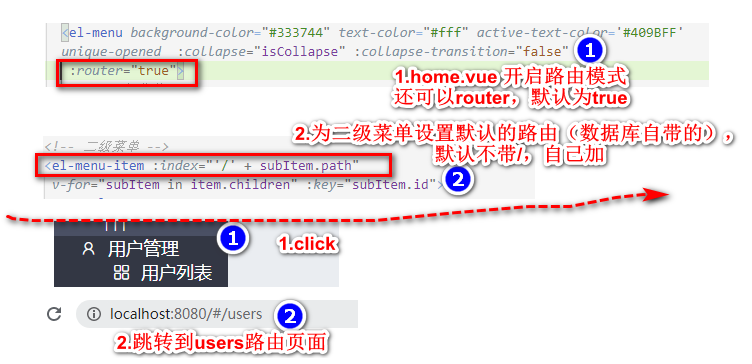 <el-menu background-color="#333744" text-color="#fff" active-text-color='#409BFF'
unique-opened :collapse="isCollapse" :collapse-transition="false"
:router="true">
1
1.home.vue 开启路由模式
还可以router，默认为true
2.为二级菜单设置默认的路由（数据库自带的），
默认不带/，自己加
<!-- 二级菜单 -->
<el-menu-item :index="'/' + subItem.path"
v-for="subItem in item.children" :key="subItem.id">
2
用户管理
1
1.click
用户列表
localhost:8080/#/users
2
2.跳转到users路由页面